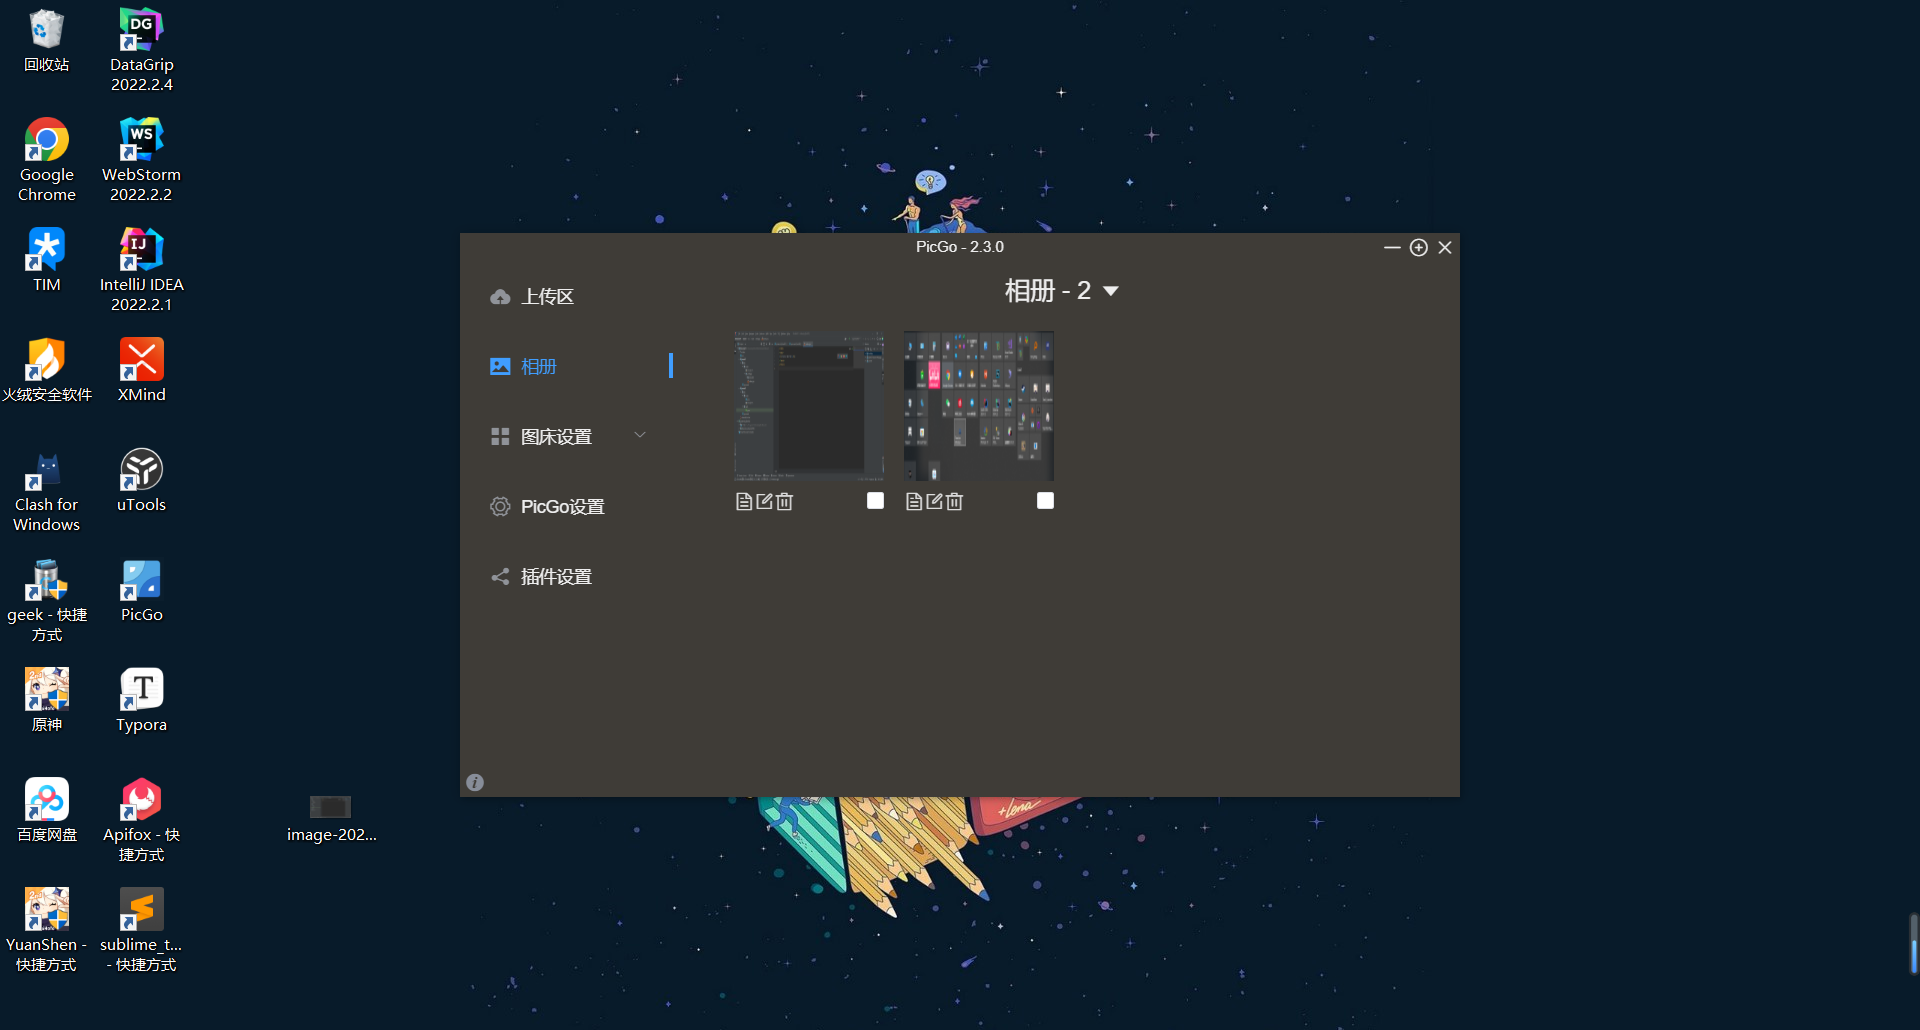 回收站
DataGrip
2022.2.4
Google
Chrome
WebStorm
2022.2.2
TIM
IntelliJ IDEA
2022.2.1
火绒安全软件
XMind
Clash for
Windows
uTools
geek - 快捷
方式
PicGo
原神
Typora
百度网盘
Apifox - 快
捷方式
YuanShen -
快捷方式
sublime_t...
- 快捷方式
image-202...
PicGo - 2.3.0
上传区
相册
图床设置
PicGo设置
插件设置
相册 - 2
DG
WS
IJ
T
+Lena